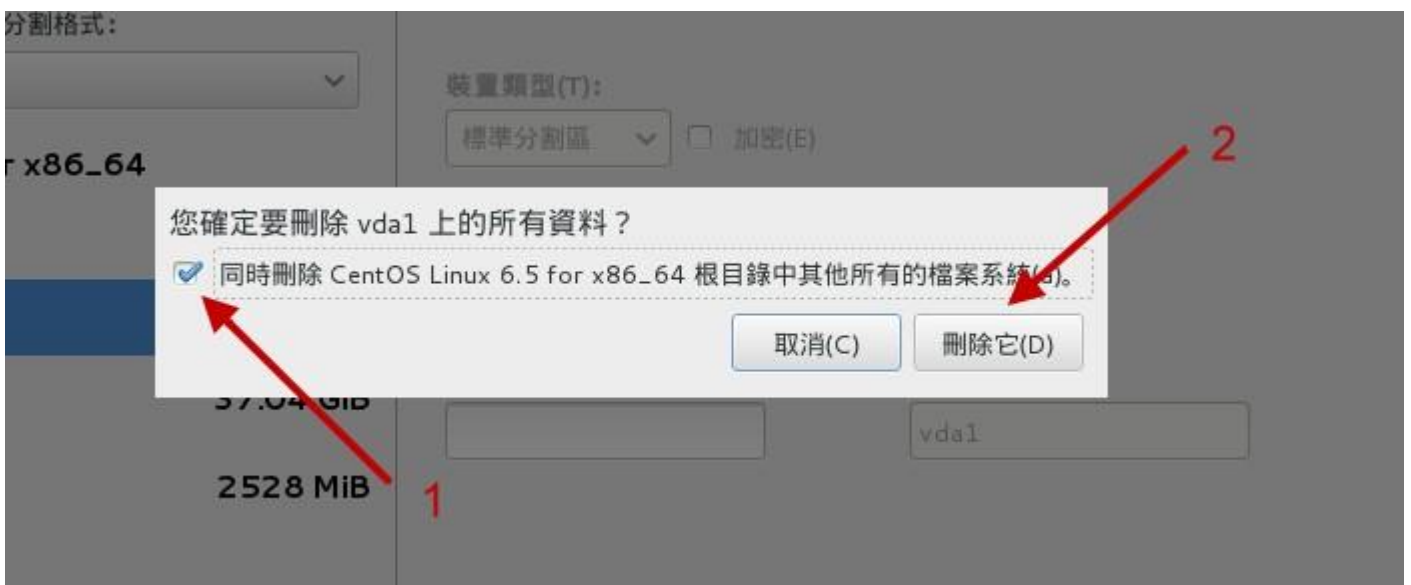 分割格式：
裝置類型(T)：
標準分割區
加密(E)
2
r x86_64
您確定要刪除 vda1 上的所有資料？
同時刪除 CentOS Linux 6.5 for x86_64 根目錄中其他所有的檔案系統(a)。
取消(C)
刪除它(D)
37.04 GiB
vda1
2528 MiB
1